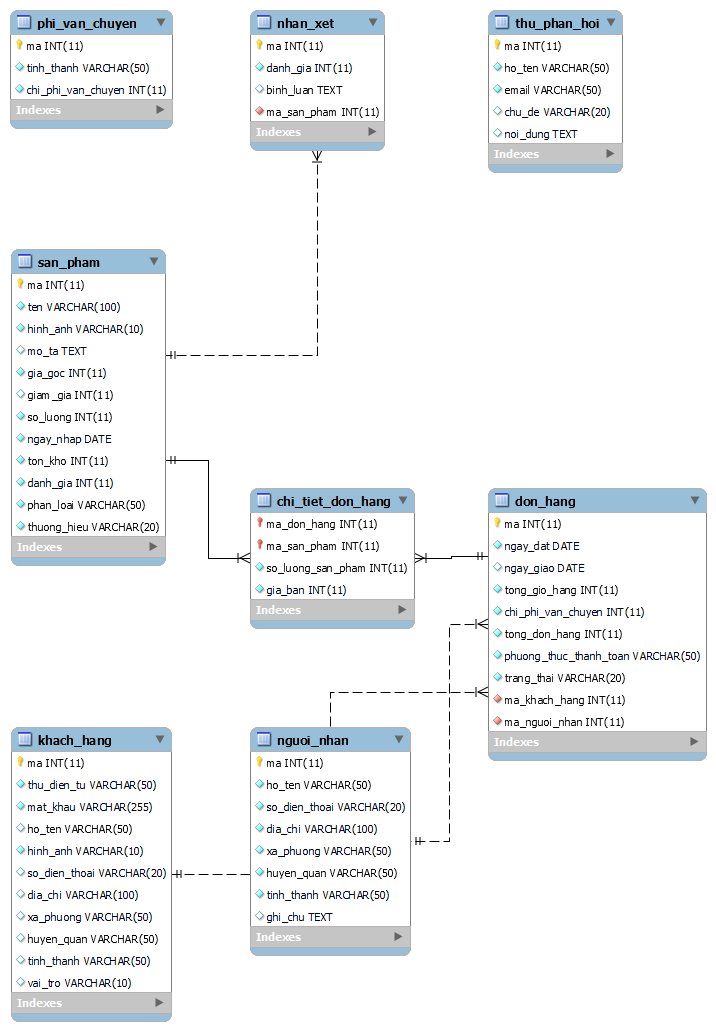 phi_van_chuyen
ma INT(11)
tinh_thanh VARCHAR(50)
chi_phi_van_chuyen INT(11)
Indexes
nhan_xet
ma INT(11)
danh_gia INT(11)
binh_luan TEXT
ma_san_pham INT(11)
Indexes
thu_phan_hoi
ma INT(11)
ho_ten VARCHAR(50)
email VARCHAR(50)
chu_de VARCHAR(20)
noi_dung TEXT
Indexes
san_pham
ma INT(11)
ten VARCHAR(100)
hinh_anh VARCHAR(10)
mo_ta TEXT
gia_goc INT(11)
giam_gia INT(11)
so_luong INT(11)
ngay_nhap DATE
ton_kho INT(11)
danh_gia INT(11)
phan_loai VARCHAR(50)
thuong_hieu VARCHAR(20)
Indexes
chi_tiet_don_hang
ma_don_hang INT(11)
ma_san_pham INT(11)
so_luong_san_pham INT(11)
gia_ban INT(11)
Indexes
don_hang
ma INT(11)
ngay_dat DATE
ngay_giao DATE
tong_gio_hang INT(11)
chi_phi_van_chuyen INT(11)
tong_don_hang INT(11)
phuong_thuc_thanh_toan VARCHAR(50)
trang_thai VARCHAR(20)
ma_khach_hang INT(11)
ma_nguoi_nhan INT(11)
Indexes
khach_hang
ma INT(11)
thu_dien_tu VARCHAR(50)
mat_khau VARCHAR(255)
ho_ten VARCHAR(50)
hinh_anh VARCHAR(10)
so_dien_thoai VARCHAR(20)
dia_chi VARCHAR(100)
xa_phuong VARCHAR(50)
huyen_quan VARCHAR(50)
tinh_thanh VARCHAR(50)
vai_tro VARCHAR(10)
Indexes
nguoi_nhan
ma INT(11)
ho_ten VARCHAR(50)
so_dien_thoai VARCHAR(20)
dia_chi VARCHAR(100)
xa_phuong VARCHAR(50)
huyen_quan VARCHAR(50)
tinh_thanh VARCHAR(50)
ghi_chu TEXT
Indexes